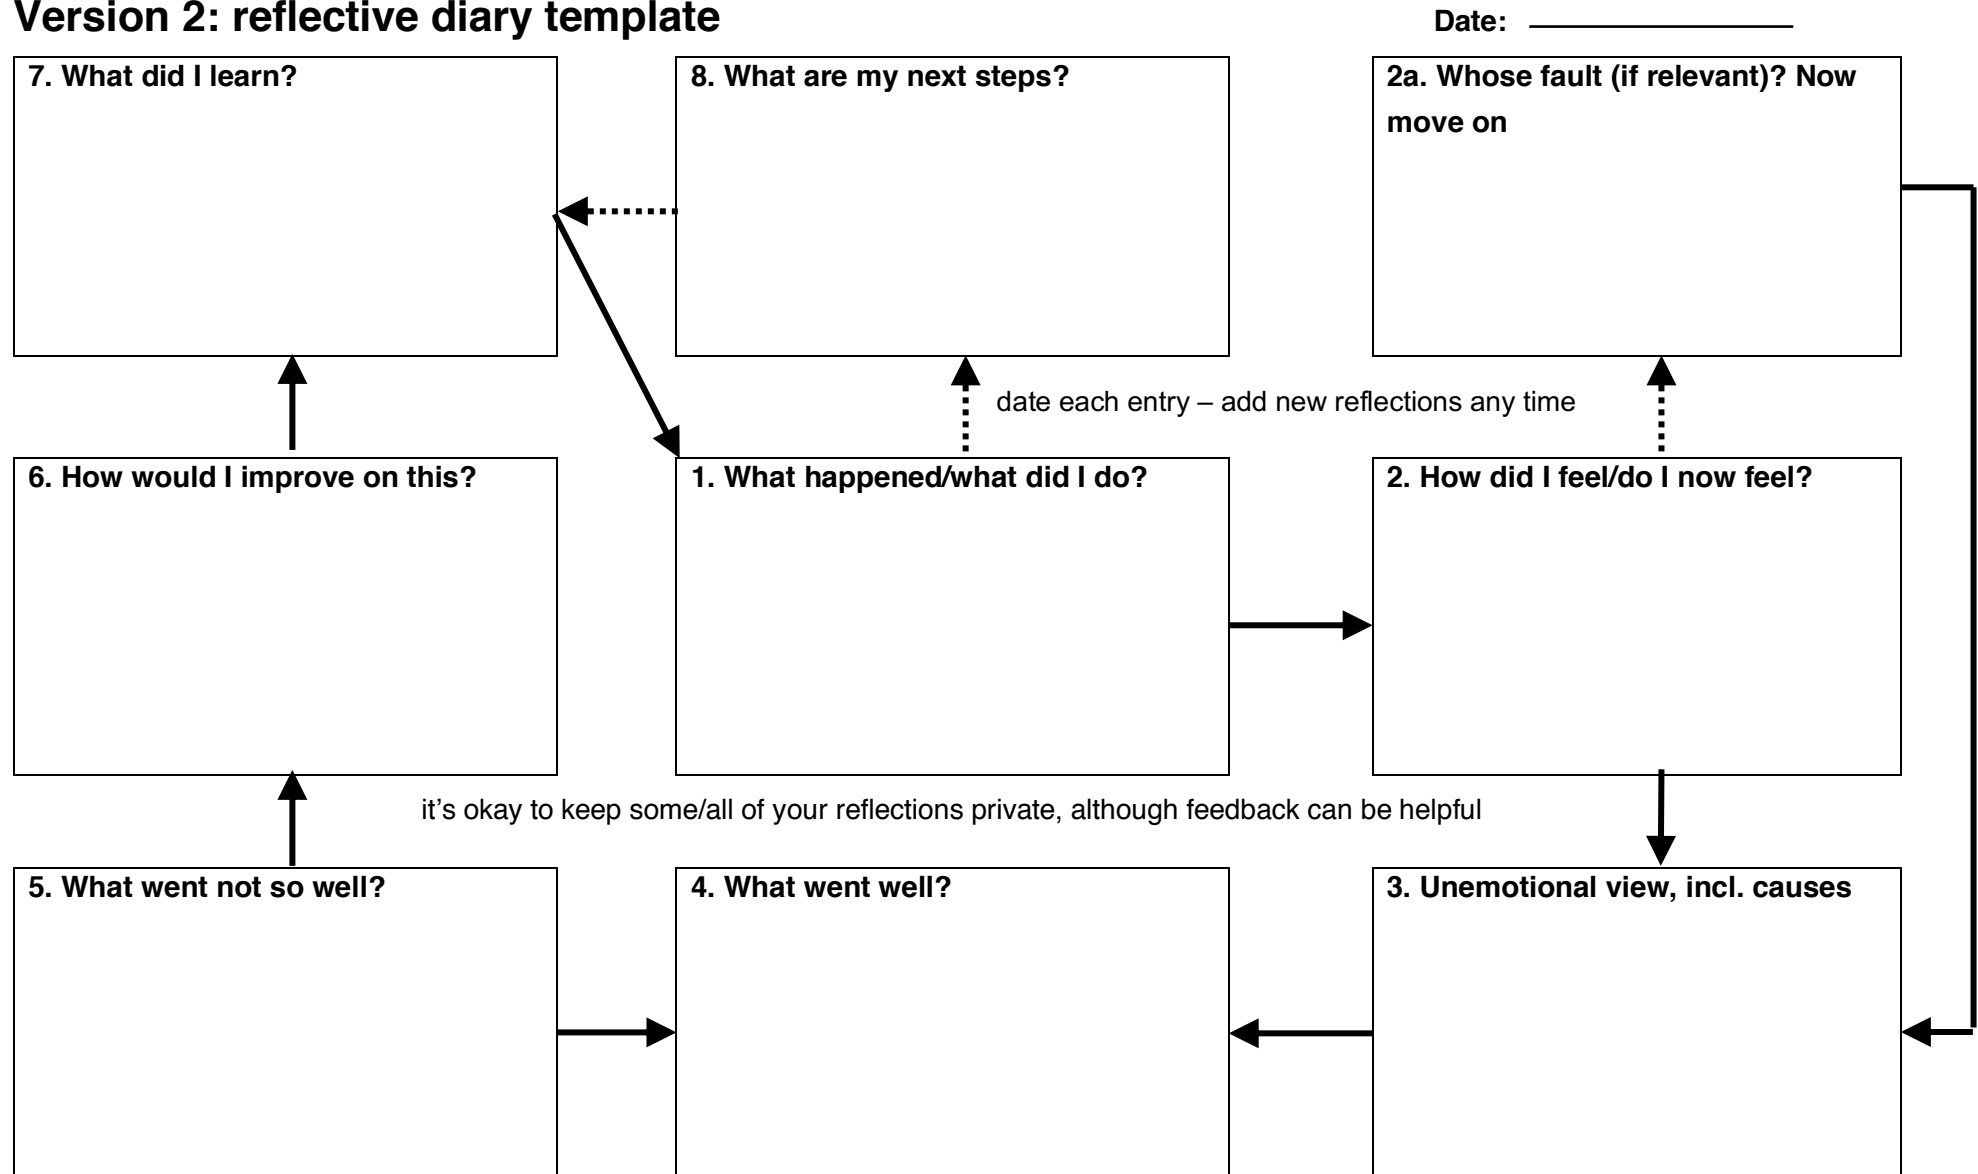 Version 2: reflective diary template
Date:
7. What did I learn?
8. What are my next steps?
2a. Whose fault (if relevant)? Now
move on
date each entry – add new reflections any time
6. How would I improve on this?
1. What happened/what did I do?
2. How did I feel/do I now feel?
it’s okay to keep some/all of your reflections private, although feedback can be helpful
5. What went not so well?
4. What went well?
3. Unemotional view, incl. causes